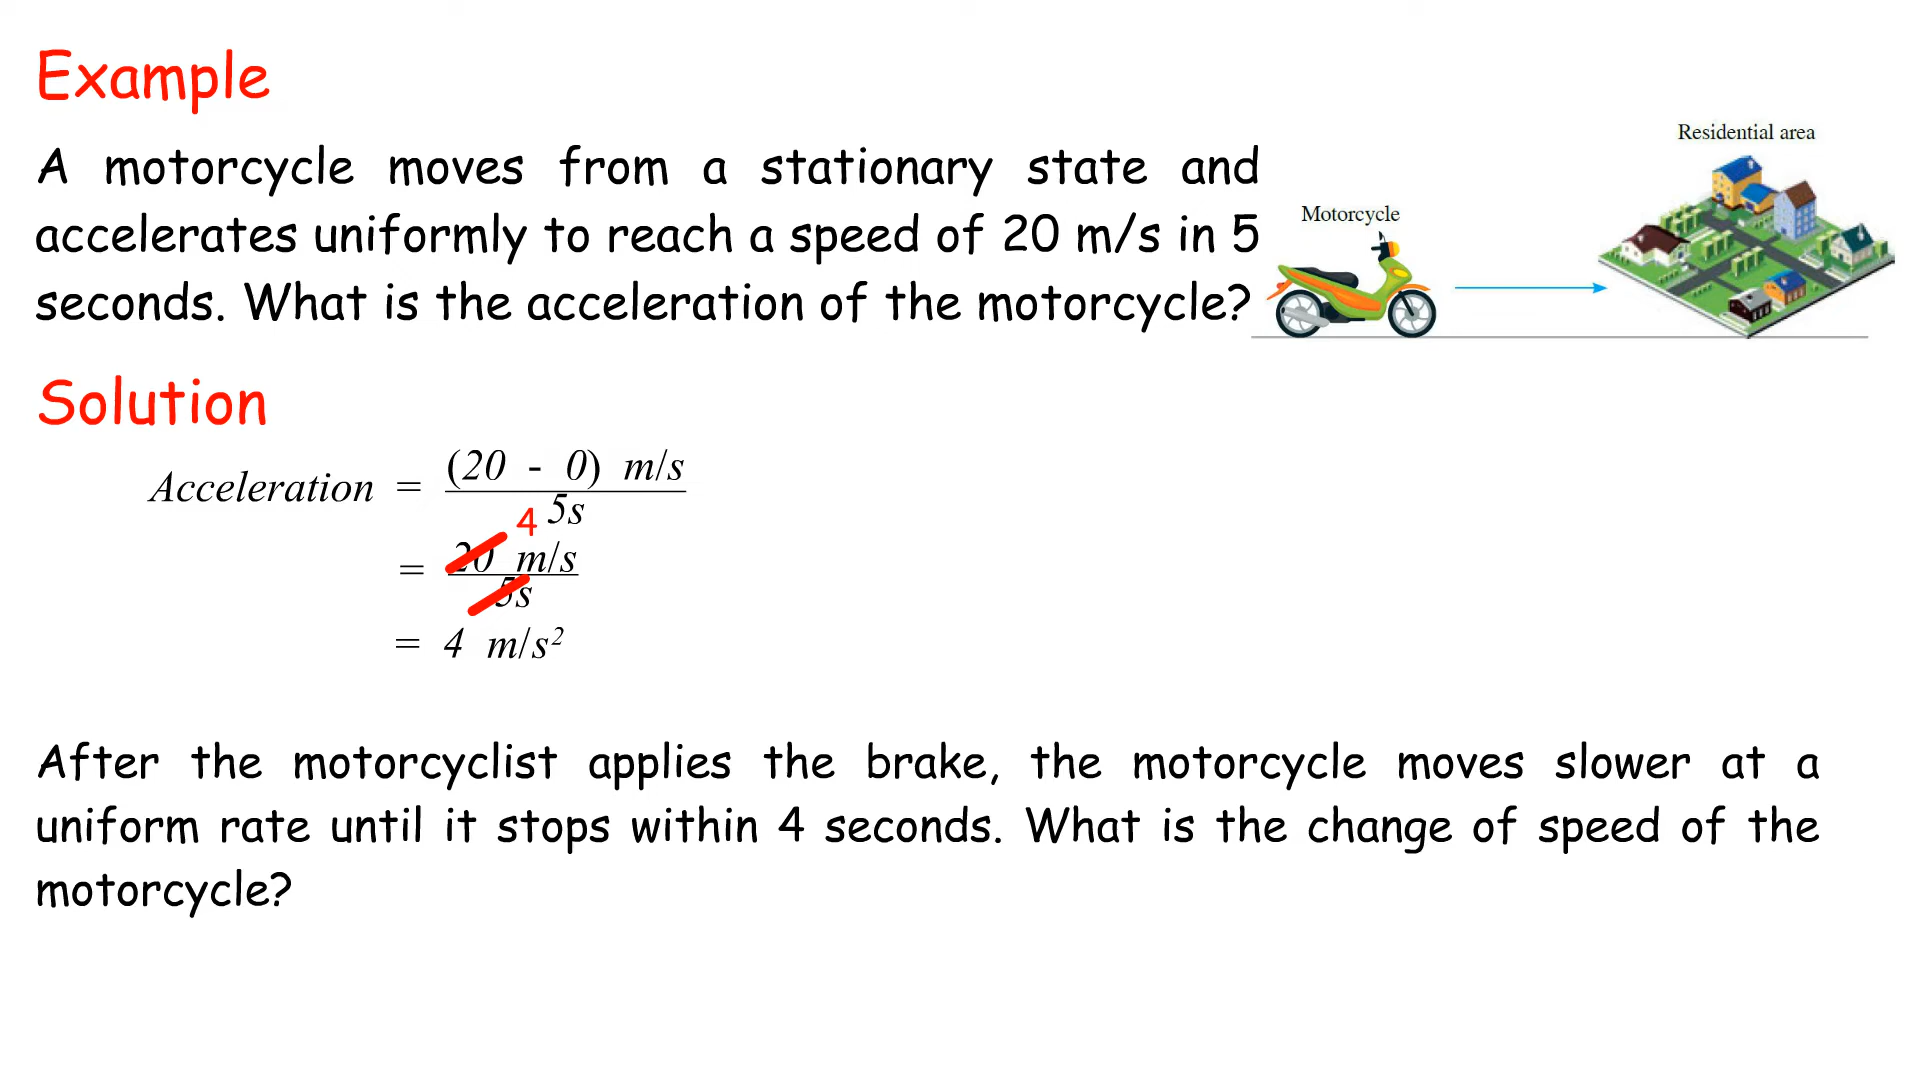 Example
Residential area
A motorcycle moves from a stationary state and
Motorcycle
accelerates uniformly to reach a speed of 20 m/s in 5
seconds. What is the acceleration of the motorcycle?
Solution
Acceleration = (20 - 0) m/s
5s
4
= 20 m/s
5s
= 4 m/s²
After the motorcyclist applies the brake, the motorcycle moves slower at a
uniform rate until it stops within 4 seconds. What is the change of speed of the
motorcycle?